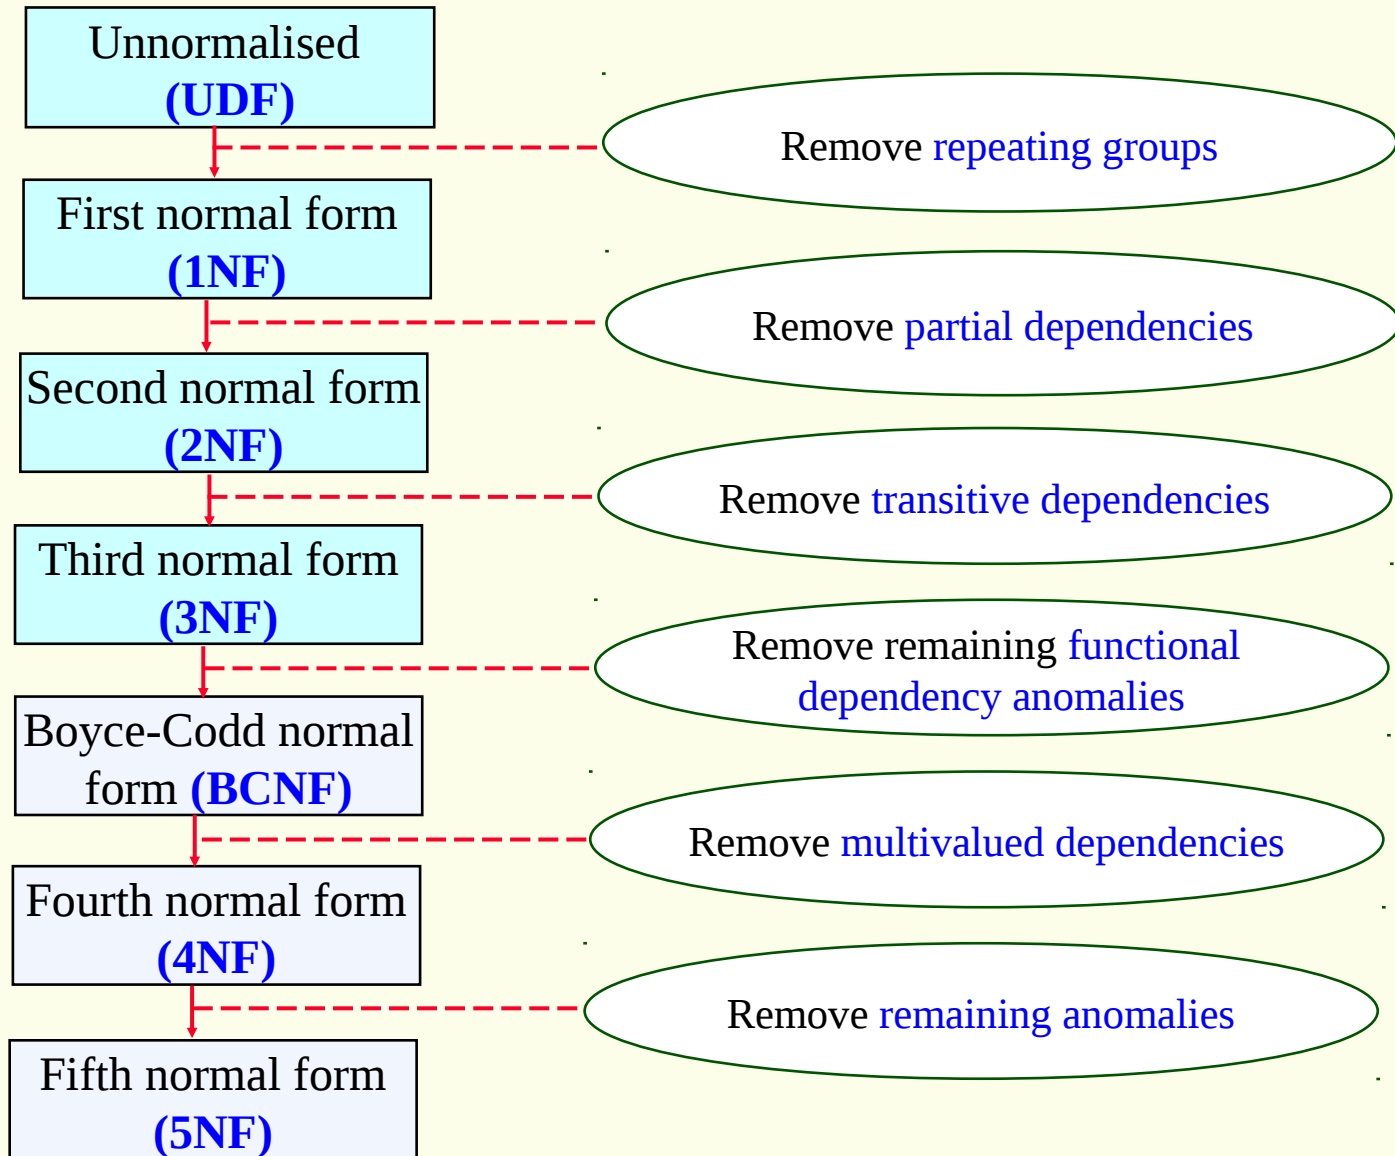 Unnormalised
(UDF)
Remove repeating groups
First normal form
(1NF)
Remove partial dependencies
Second normal form
(2NF)
Remove transitive dependencies
Third normal form
(3NF)
Remove remaining functional
dependency anomalies
Boyce-Codd normal
form (BCNF)
Remove multivalued dependencies
Fourth normal form
(4NF)
Remove remaining anomalies
Fifth normal form
(5NF)